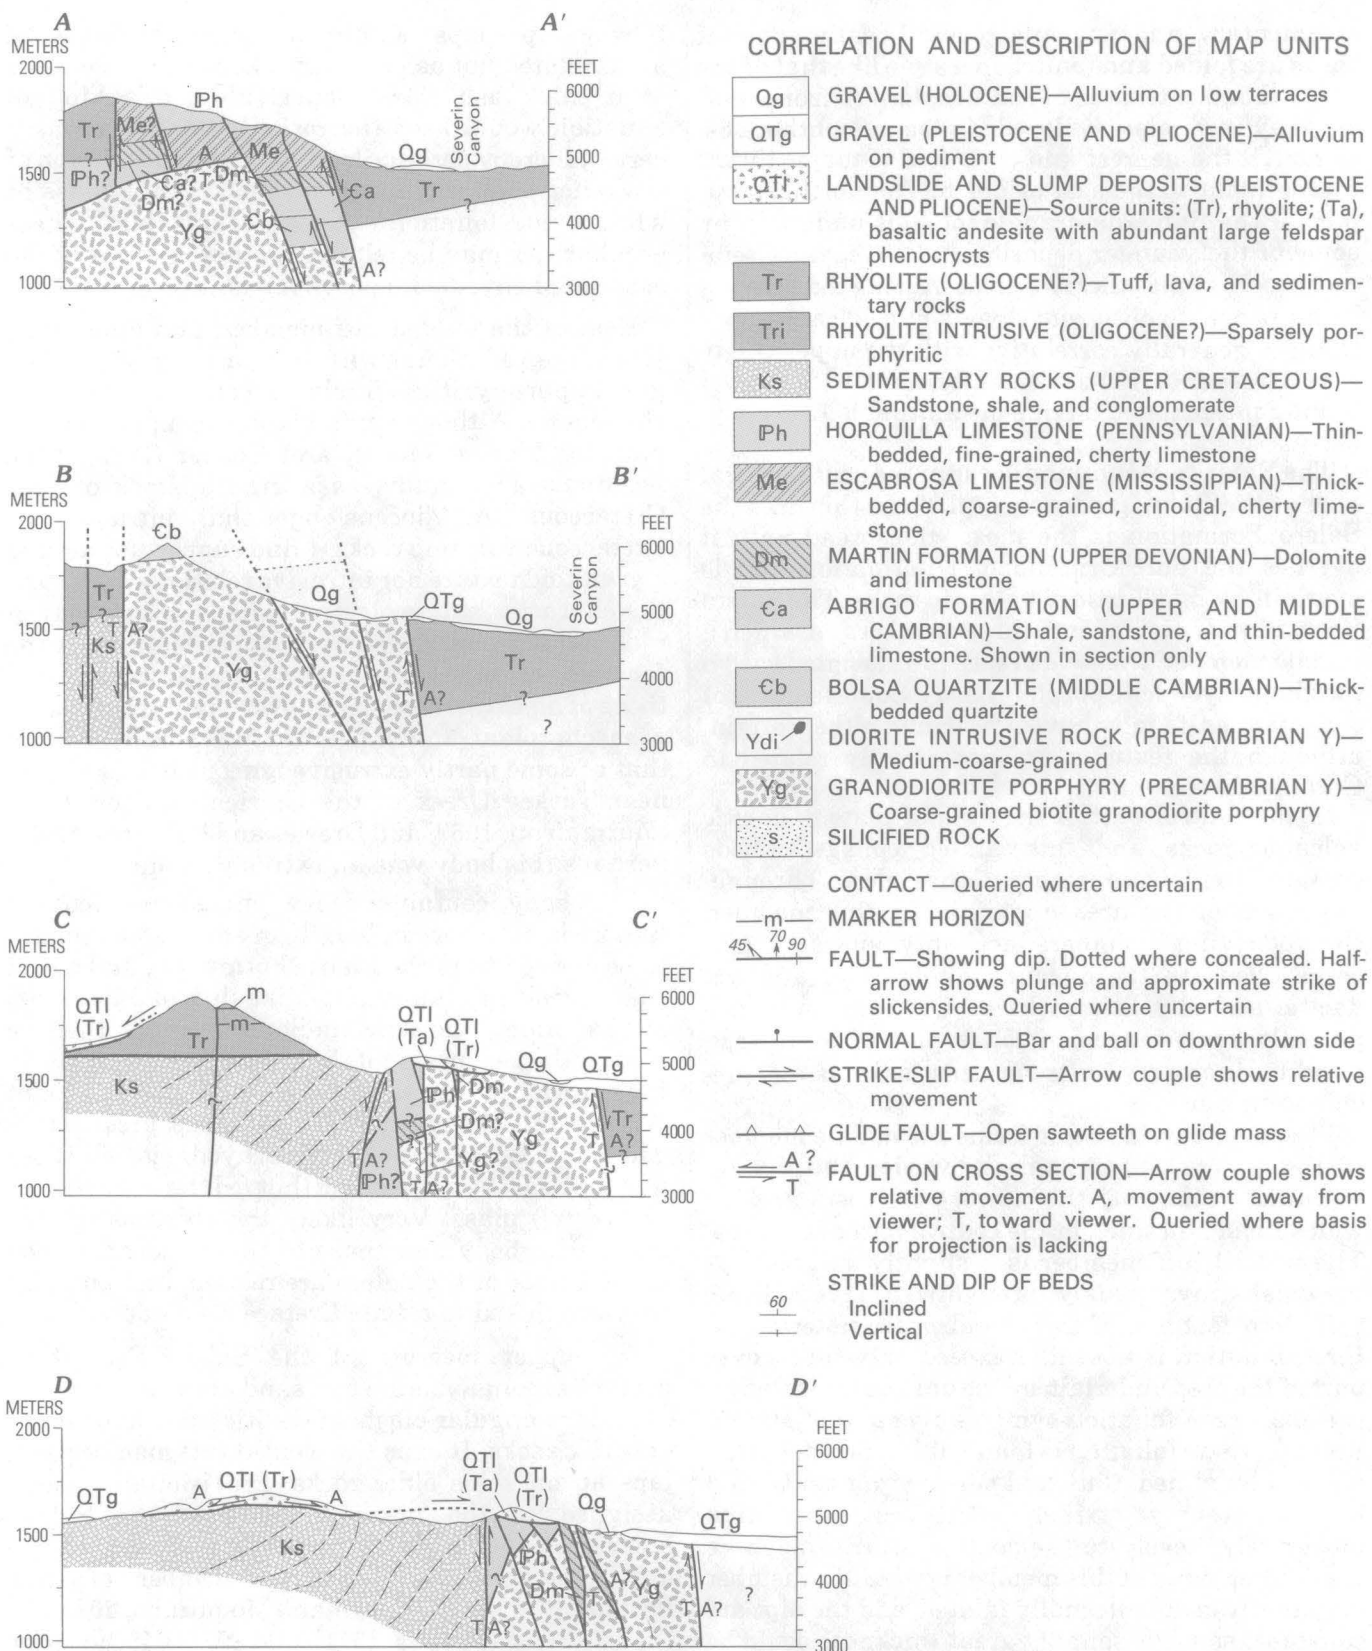 A
A'
METERS
2000
1500
1000
FEET
6000
5000
4000
3000
ℙh
Tr
Me?
?
ℙh?
A
Me
T
Dm
Єa?
Dm?
Yg
Єb
Qg
Severin
Canyon
Єa
Tr
?
T
A?
B
B'
METERS
2000
1500
1000
FEET
6000
5000
4000
3000
Єb
Tr
?
?
T
A?
Ks
Yg
Qg
QTg
Qg
Severin
Canyon
Tr
T
A?
?
?
C
C'
METERS
2000
1500
1000
FEET
6000
5000
4000
3000
QTl
(Tr)
m
m
Tr
Ks
QTl
(Ta)
QTl
(Tr)
Qg
QTg
Dm
ℙh
?
?
Dm?
Yg
Yg?
T A?
ℙh?
T A?
Tr
T
A?
?
D
D'
METERS
2000
1500
1000
FEET
6000
5000
4000
3000
QTg
A
QTl (Tr)
A
QTl
(Ta)
QTl
(Tr)
Qg
QTg
Ks
ℙh
Dm
T
A?
Yg
T A?
T A?
?
CORRELATION AND DESCRIPTION OF MAP UNITS
Qg GRAVEL (HOLOCENE)—Alluvium on low terraces
QTg GRAVEL (PLEISTOCENE AND PLIOCENE)—Alluvium
on pediment
QTl LANDSLIDE AND SLUMP DEPOSITS (PLEISTOCENE
AND PLIOCENE)—Source units: (Tr), rhyolite; (Ta),
basaltic andesite with abundant large feldspar
phenocrysts
Tr RHYOLITE (OLIGOCENE?)—Tuff, lava, and sedimen-
tary rocks
Tri RHYOLITE INTRUSIVE (OLIGOCENE?)—Sparsely por-
phyritic
Ks SEDIMENTARY ROCKS (UPPER CRETACEOUS)—
Sandstone, shale, and conglomerate
ℙh HORQUILLA LIMESTONE (PENNSYLVANIAN)—Thin-
bedded, fine-grained, cherty limestone
Me ESCABROSA LIMESTONE (MISSISSIPPIAN)—Thick-
bedded, coarse-grained, crinoidal, cherty lime-
stone
Dm MARTIN FORMATION (UPPER DEVONIAN)—Dolomite
and limestone
Єa ABRIGO FORMATION (UPPER AND MIDDLE
CAMBRIAN)—Shale, sandstone, and thin-bedded
limestone. Shown in section only
Єb BOLSA QUARTZITE (MIDDLE CAMBRIAN)—Thick-
bedded quartzite
Ydi DIORITE INTRUSIVE ROCK (PRECAMBRIAN Y)—
Medium-coarse-grained
Yg GRANODIORITE PORPHYRY (PRECAMBRIAN Y)—
Coarse-grained biotite granodiorite porphyry
s SILICIFIED ROCK
CONTACT—Queried where uncertain
m MARKER HORIZON
45 70 90 FAULT—Showing dip. Dotted where concealed. Half-
arrow shows plunge and approximate strike of
slickensides. Queried where uncertain
NORMAL FAULT—Bar and ball on downthrown side
STRIKE-SLIP FAULT—Arrow couple shows relative
movement
GLIDE FAULT—Open sawteeth on glide mass
A ?
T
FAULT ON CROSS SECTION—Arrow couple shows
relative movement. A, movement away from
viewer; T, toward viewer. Queried where basis
for projection is lacking
STRIKE AND DIP OF BEDS
60 Inclined
Vertical